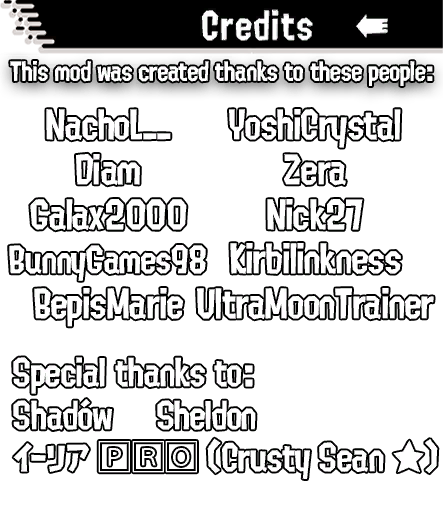 Credits
This mod was created thanks to these people:
NachoL__ YoshiCrystal
Diam Zera
Galax2000 Nick27
BunnyGames98 Kirbilinkness
BepisMarie UltraMoonTrainer
Special thanks to:
Shadów Sheldon
イーリア 🄿🅁🄾 (Crusty Sean ☆)